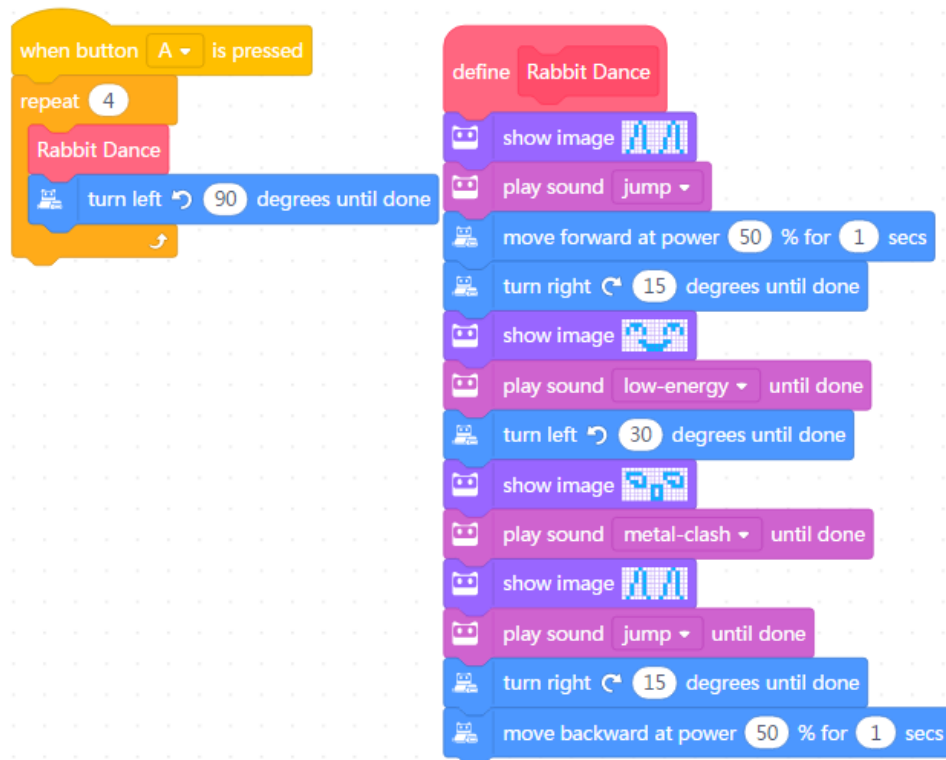 when button A is pressed
repeat 4
Rabbit Dance
turn left 90 degrees until done
define Rabbit Dance
show image
play sound jump
move forward at power 50 % for 1 secs
turn right 15 degrees until done
show image
play sound low-energy until done
turn left 30 degrees until done
show image
play sound metal-clash until done
show image
play sound jump until done
turn right 15 degrees until done
move backward at power 50 % for 1 secs